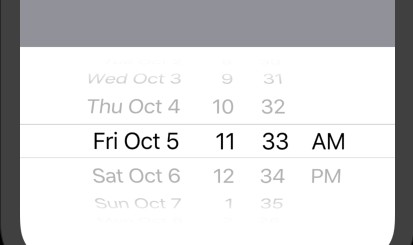 Wed Oct 3 9 31
Thu Oct 4 10 32
Fri Oct 5 11 33 AM
Sat Oct 6 12 34 PM
Sun Oct 7 1 35